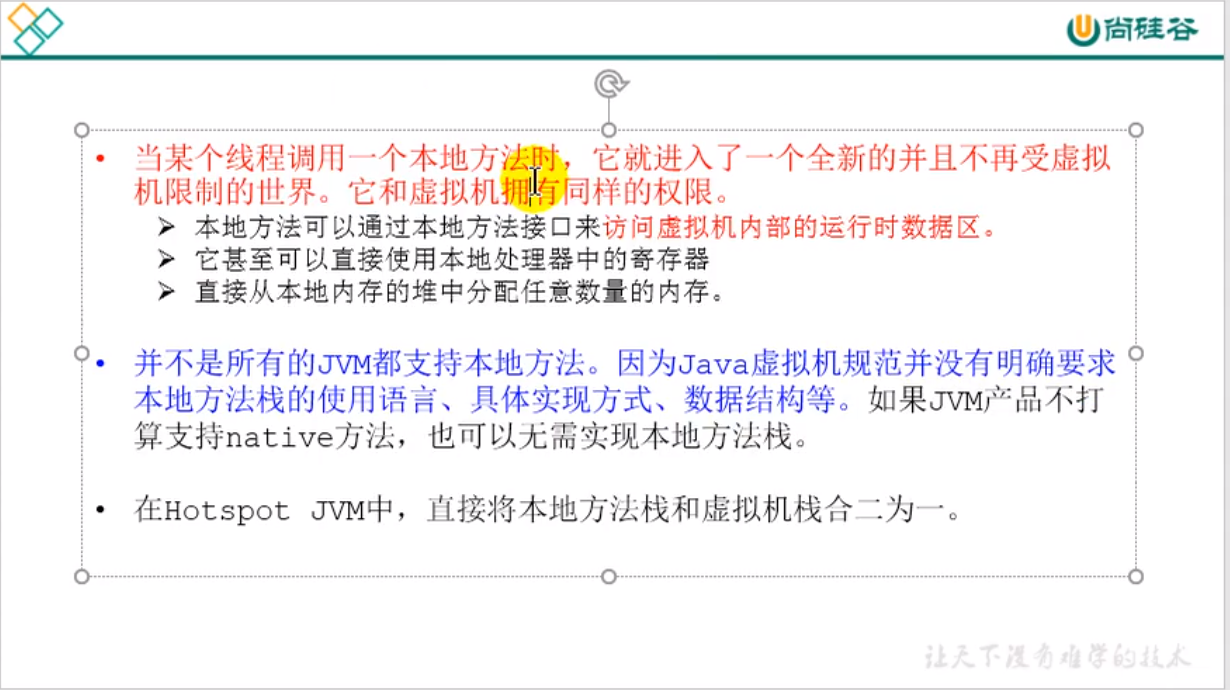 尚硅谷
当某个线程调用一个本地方法时，它就进入了一个全新的并且不再受虚拟
机限制的世界。它和虚拟机拥有同样的权限。
本地方法可以通过本地方法接口来访问虚拟机内部的运行时数据区。
它甚至可以直接使用本地处理器中的寄存器
直接从本地内存的堆中分配任意数量的内存。
并不是所有的JVM都支持本地方法。因为Java虚拟机规范并没有明确要求
本地方法栈的使用语言、具体实现方式、数据结构等。如果JVM产品不打
算支持native方法，也可以无需实现本地方法栈。
在Hotspot JVM中，直接将本地方法栈和虚拟机栈合二为一。
让天下没有难学的技术